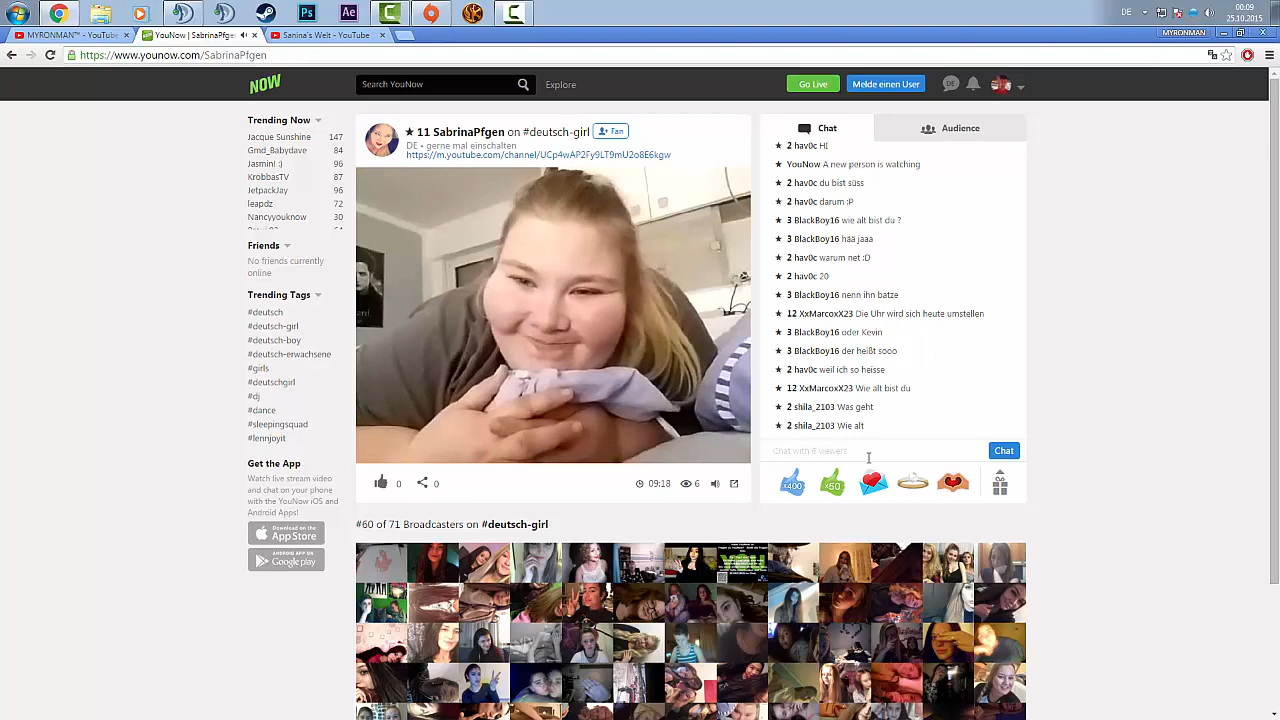 DE
00:09
25.10.2015
MYRONMAN™ - YouTube
YouNow | SabrinaPfgen
Sanina's Welt - YouTube
MYRONMAN
https://www.younow.com/SabrinaPfgen
NOW
Search YouNow
Explore
Go Live
Melde einen User
DE
Trending Now
Jacque Sunshine 147
Gmd_Babydave 84
Jasmin! :) 96
KrobbasTV 87
JetpackJay 96
leapdz 72
Nancyyouknow 30
Friends
No friends currently
online
Trending Tags
#deutsch
#deutsch-girl
#deutsch-boy
#deutsch-erwachsene
#girls
#deutschgirl
#dj
#dance
#sleepingsquad
#lennjoyit
Get the App
Watch live stream video
and chat on your phone
with the YouNow iOS and
Android Apps!
Download on the
App Store
ANDROID APP ON
Google play
★ 11 SabrinaPfgen on #deutsch-girl
Fan
DE • gerne mal einschalten
https://m.youtube.com/channel/UCp4wAP2Fy9LT9mU2o8E6kgw
0
0
09:18
6
Chat
Audience
★ 2 hav0c HI
★ YouNow A new person is watching
★ 2 hav0c du bist süss
★ 2 hav0c darum :P
★ 3 BlackBoy16 wie alt bist du ?
★ 3 BlackBoy16 hää jaaa
★ 2 hav0c warum net :D
★ 2 hav0c 20
★ 3 BlackBoy16 nenn ihn batze
★ 12 XxMarcoxX23 Die Uhr wird sich heute umstellen
★ 3 BlackBoy16 oder Kevin
★ 3 BlackBoy16 der heißt sooo
★ 2 hav0c weil ich so heisse
★ 12 XxMarcoxX23 Wie alt bist du
★ 2 shila_2103 Was geht
★ 2 shila_2103 Wie alt
Chat with 6 viewers
Chat
x400
x50
#60 of 71 Broadcasters on #deutsch-girl